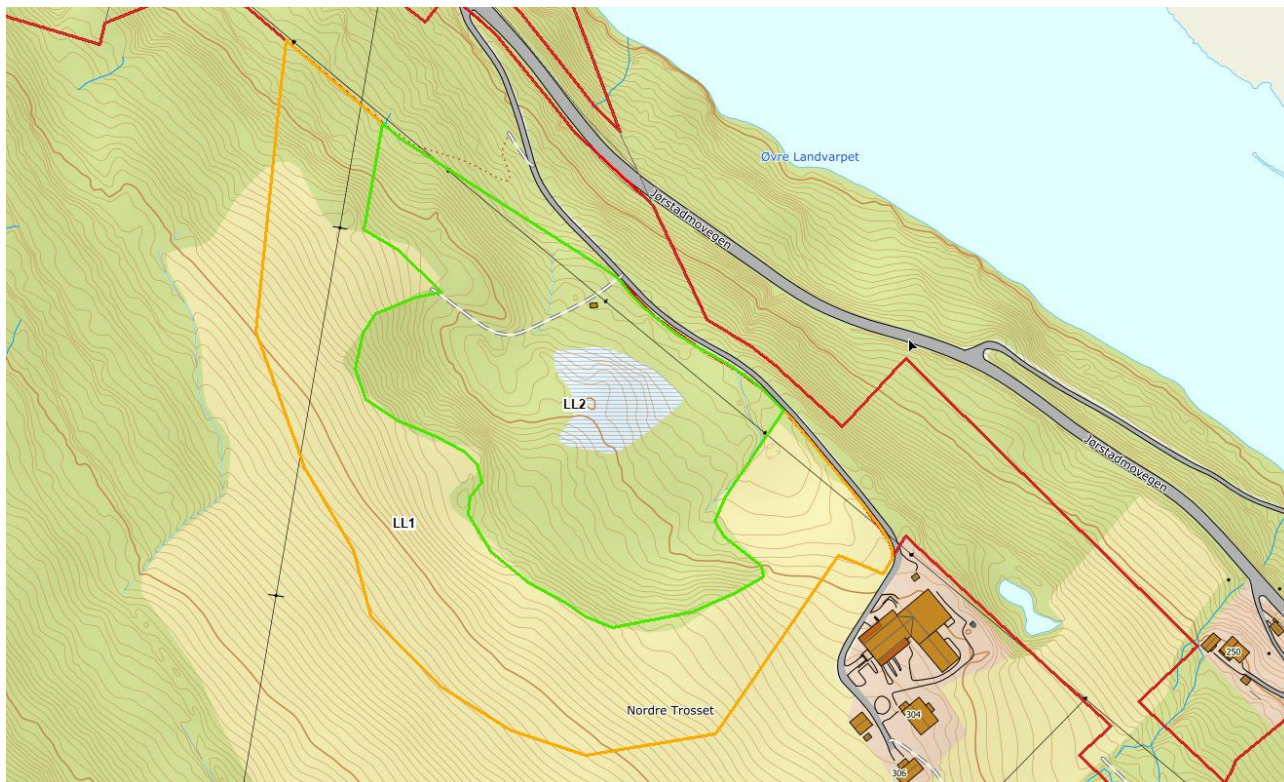 Øvre Landvarpet
Jørstadmovegen
LL2
Jørstadmovegen
LL1
250
Nordre Trosset
304
306